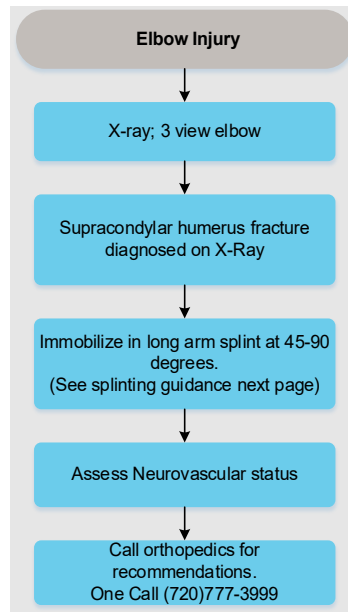 Elbow Injury
X-ray; 3 view elbow
Supracondylar humerus fracture
diagnosed on X-Ray
Immobilize in long arm splint at 45-90
degrees.
(See splinting guidance next page)
Assess Neurovascular status
Call orthopedics for
recommendations.
One Call (720)777-3999